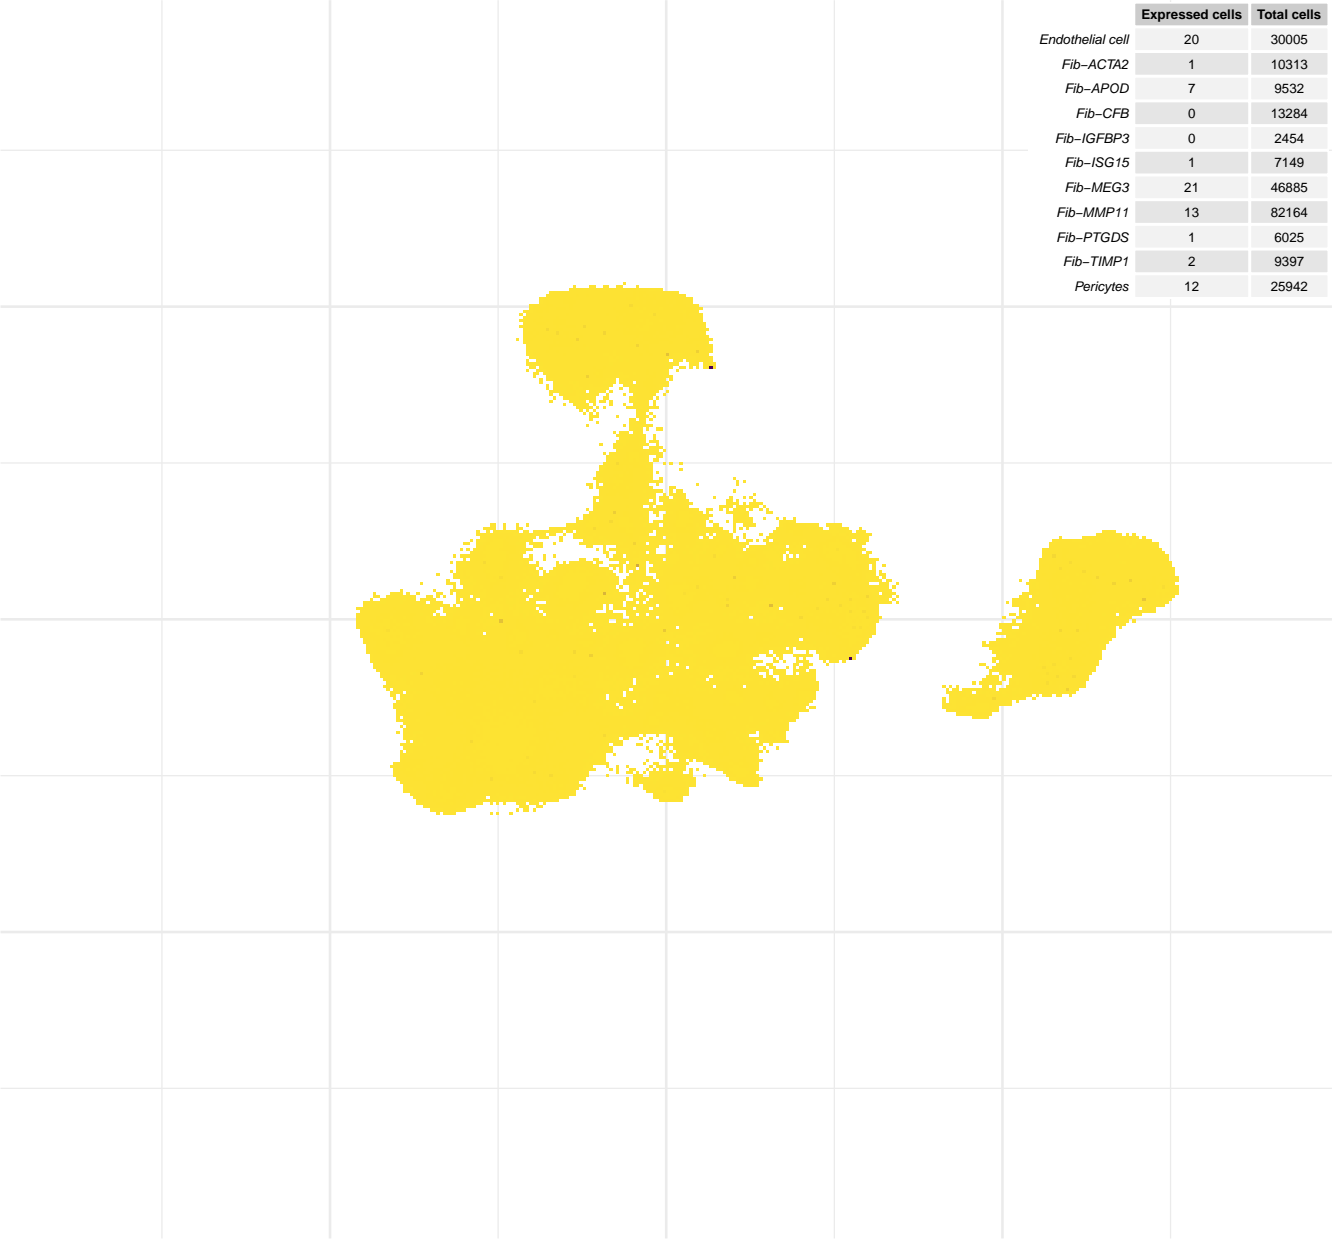 Expressed cells Total cells
Endothelial cell 20 30005
Fib−ACTA2 1 10313
Fib−APOD 7 9532
Fib−CFB 0 13284
Fib−IGFBP3 0 2454
Fib−ISG15 1 7149
Fib−MEG3 21 46885
Fib−MMP11 13 82164
Fib−PTGDS 1 6025
Fib−TIMP1 2 9397
Pericytes 12 25942